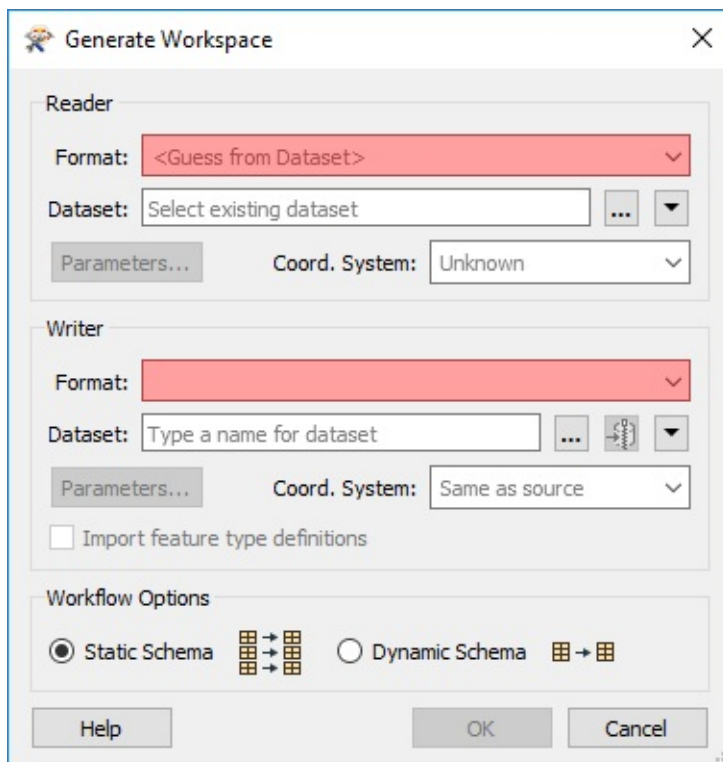 Generate Workspace
Reader
Format: <Guess from Dataset>
Dataset: Select existing dataset ...
Parameters... Coord. System: Unknown
Writer
Format:
Dataset: Type a name for dataset ...
Parameters... Coord. System: Same as source
Import feature type definitions
Workflow Options
Static Schema Dynamic Schema
Help OK Cancel